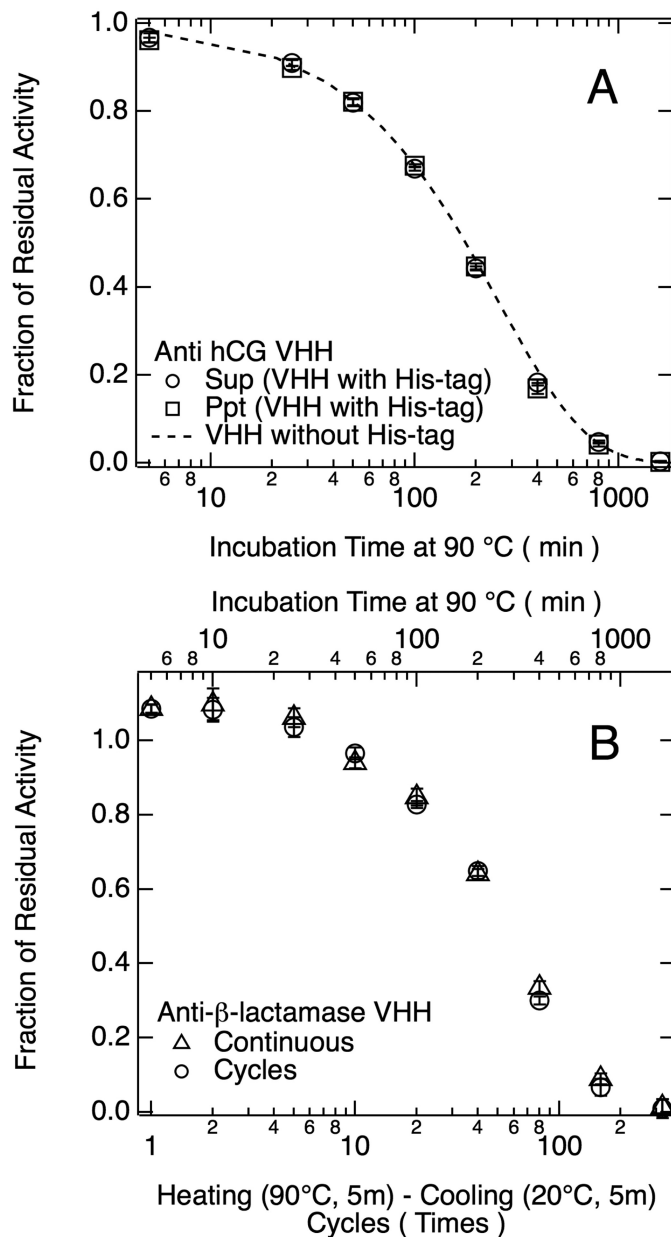 1.0
0.8
0.6
0.4
0.2
0.0
Fraction of Residual Activity
A
Anti hCG VHH
Sup (VHH with His-tag)
Ppt (VHH with His-tag)
VHH without His-tag
6 8 10 2 4 6 8 100 2 4 6 8 1000
Incubation Time at 90 °C ( min )
Incubation Time at 90 °C ( min )
6 8 10 2 4 6 8 100 2 4 6 8 1000
B
1.0
0.8
0.6
0.4
0.2
0.0
Fraction of Residual Activity
Anti-β-lactamase VHH
Continuous
Cycles
1 2 4 6 8 10 2 4 6 8 100 2
Heating (90°C, 5m) - Cooling (20°C, 5m)
Cycles ( Times )